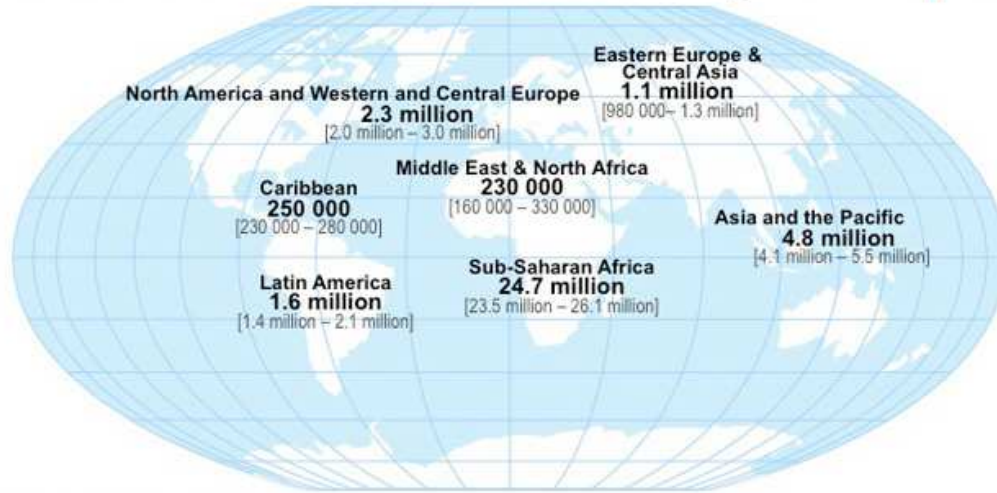 Eastern Europe &
Central Asia
1.1 million
[980 000– 1.3 million]
North America and Western and Central Europe
2.3 million
[2.0 million – 3.0 million]
Middle East & North Africa
230 000
[160 000 – 330 000]
Caribbean
250 000
[230 000 – 280 000]
Asia and the Pacific
4.8 million
[4.1 million – 5.5 million]
Sub-Saharan Africa
24.7 million
[23.5 million – 26.1 million]
Latin America
1.6 million
[1.4 million – 2.1 million]